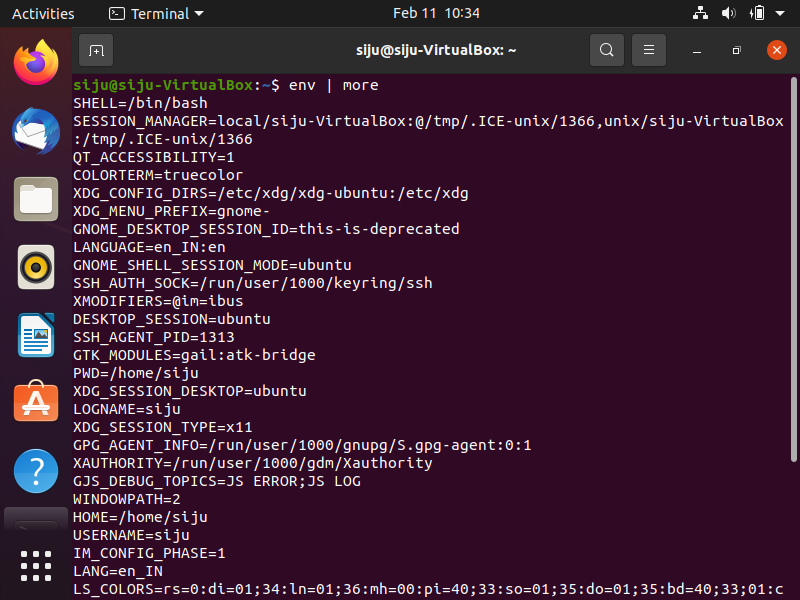 Activities Terminal Feb 11 10:34
siju@siju-VirtualBox: ~
siju@siju-VirtualBox:~$ env | more
SHELL=/bin/bash
SESSION_MANAGER=local/siju-VirtualBox:@/tmp/.ICE-unix/1366,unix/siju-VirtualBox
:/tmp/.ICE-unix/1366
QT_ACCESSIBILITY=1
COLORTERM=truecolor
XDG_CONFIG_DIRS=/etc/xdg/xdg-ubuntu:/etc/xdg
XDG_MENU_PREFIX=gnome-
GNOME_DESKTOP_SESSION_ID=this-is-deprecated
LANGUAGE=en_IN:en
GNOME_SHELL_SESSION_MODE=ubuntu
SSH_AUTH_SOCK=/run/user/1000/keyring/ssh
XMODIFIERS=@im=ibus
DESKTOP_SESSION=ubuntu
SSH_AGENT_PID=1313
GTK_MODULES=gail:atk-bridge
PWD=/home/siju
XDG_SESSION_DESKTOP=ubuntu
LOGNAME=siju
XDG_SESSION_TYPE=x11
GPG_AGENT_INFO=/run/user/1000/gnupg/S.gpg-agent:0:1
XAUTHORITY=/run/user/1000/gdm/Xauthority
GJS_DEBUG_TOPICS=JS ERROR;JS LOG
WINDOWPATH=2
HOME=/home/siju
USERNAME=siju
IM_CONFIG_PHASE=1
LANG=en_IN
LS_COLORS=rs=0:di=01;34:ln=01;36:mh=00:pi=40;33:so=01;35:do=01;35:bd=40;33;01:c